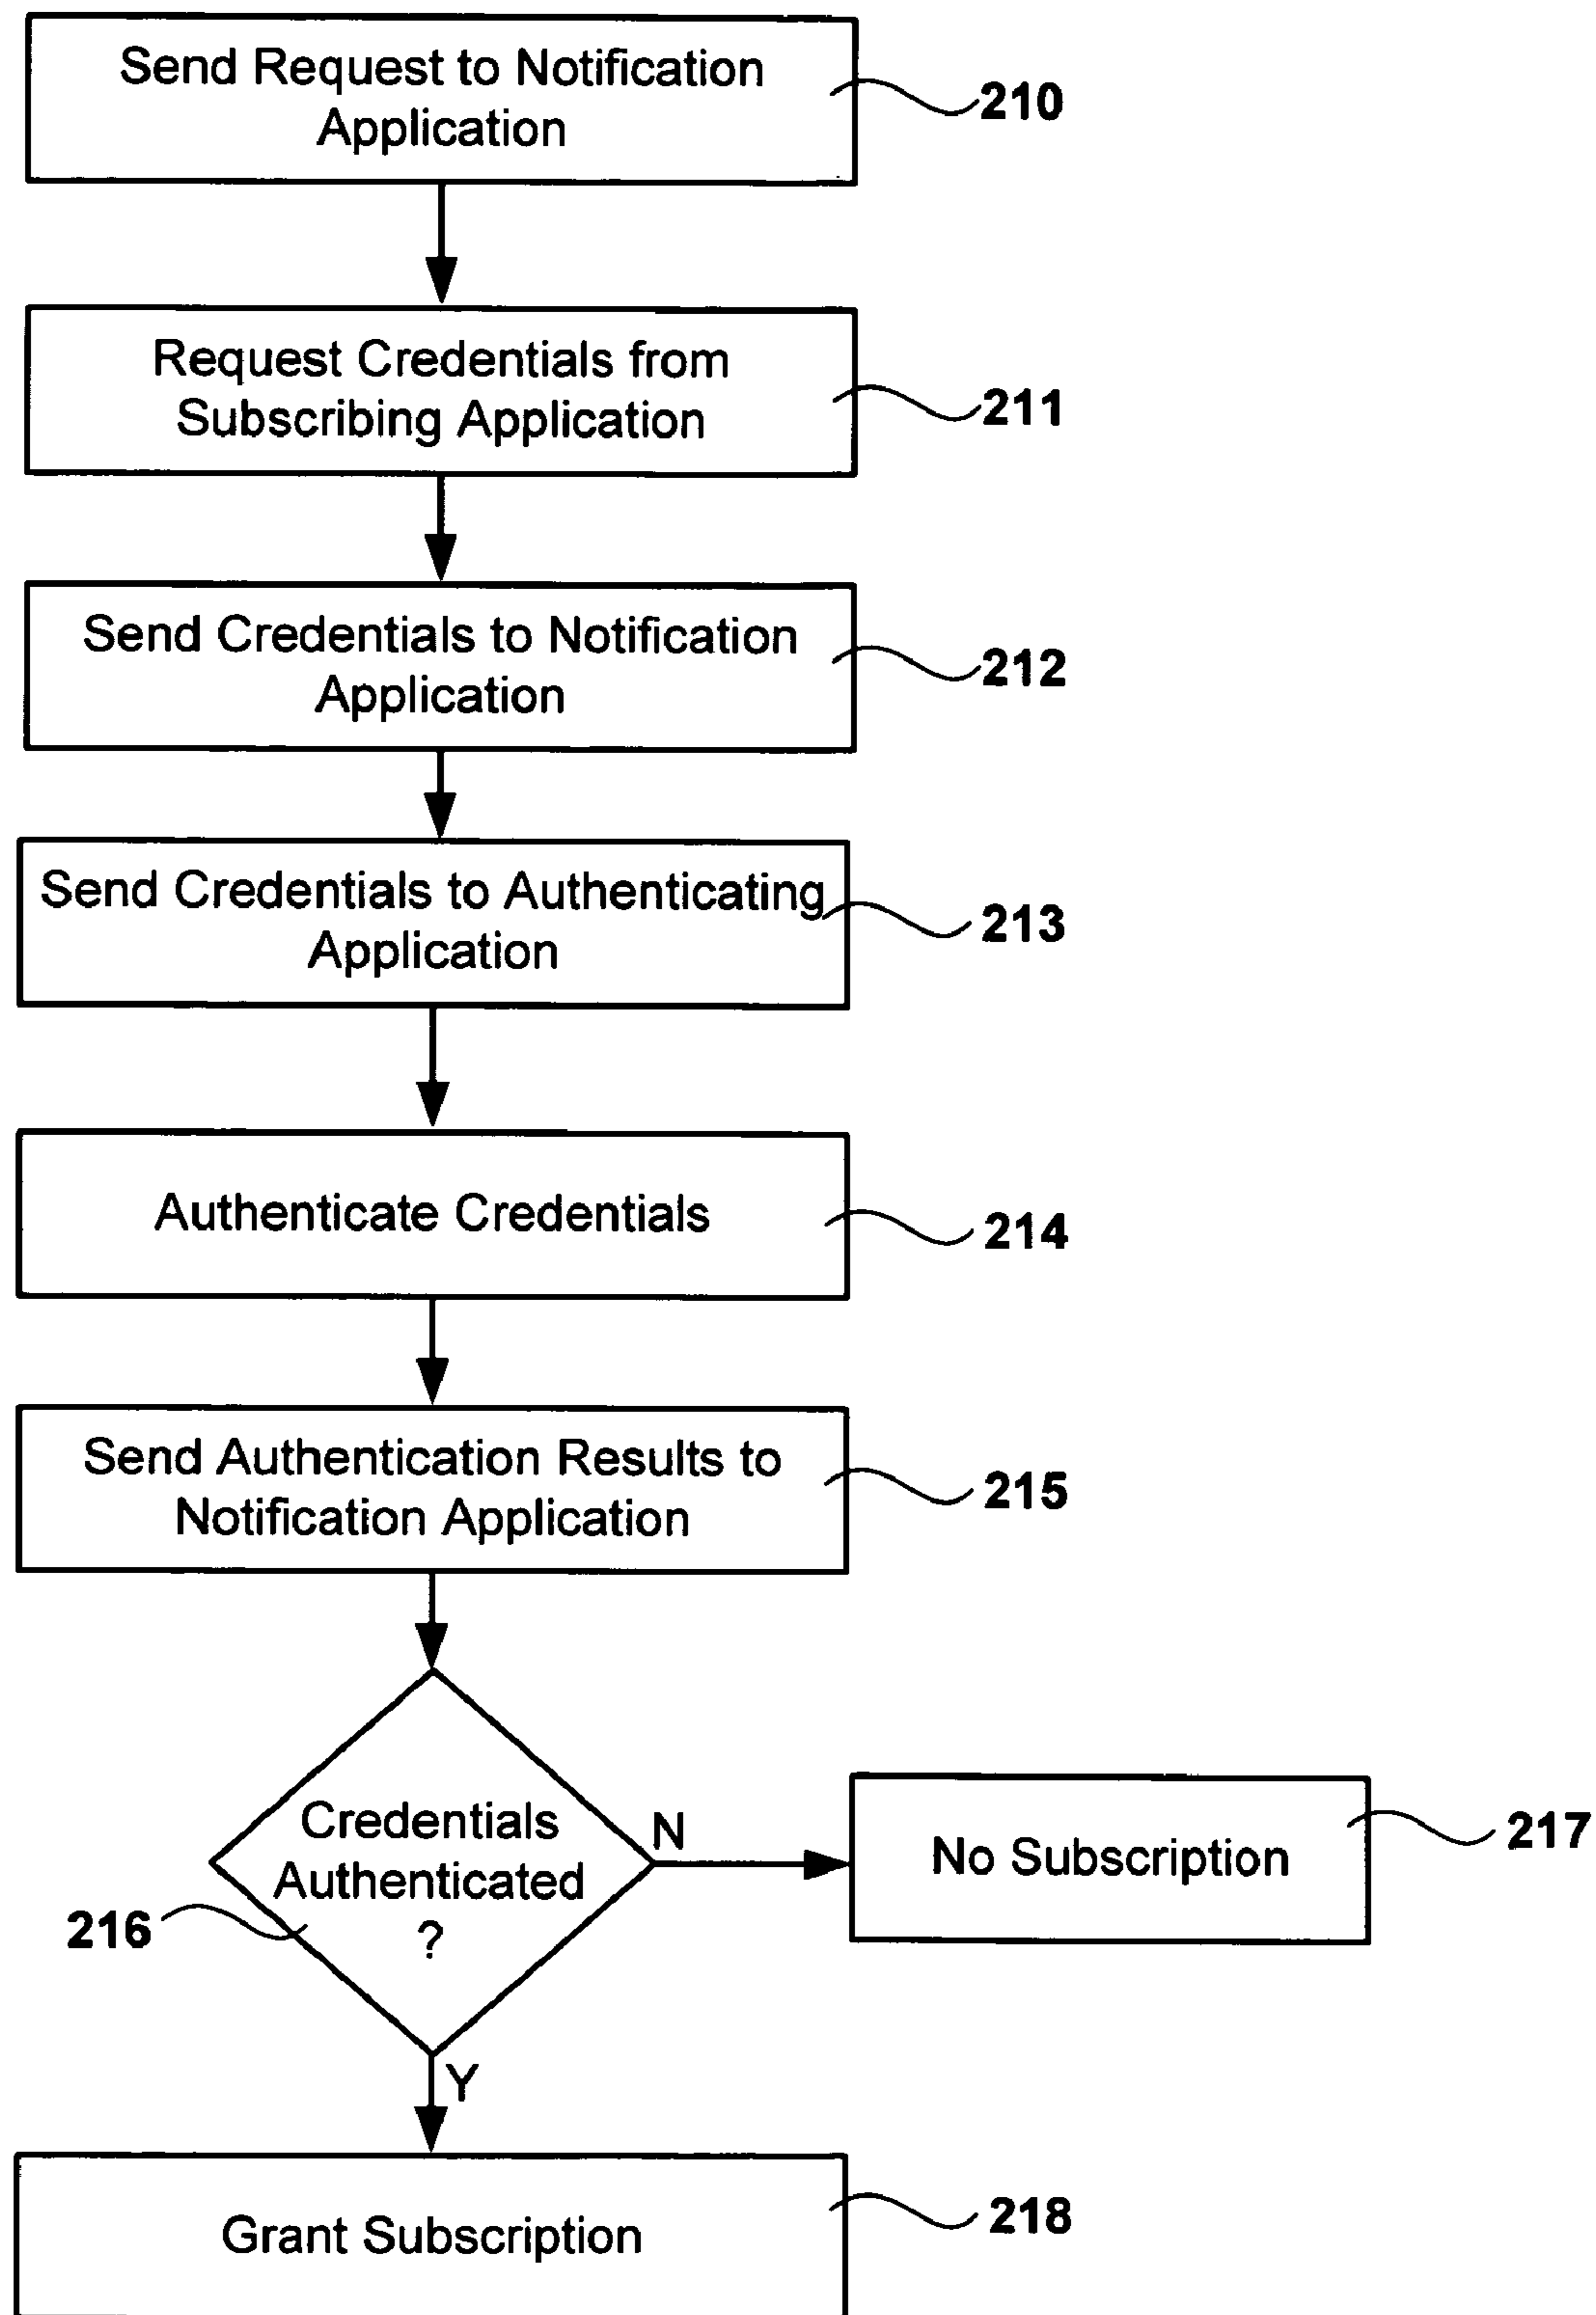 Send Request to Notification
Application
210
Request Credentials from
Subscribing Application
211
Send Credentials to Notification
Application
212
Send Credentials to Authenticating
Application
213
Authenticate Credentials
214
Send Authentication Results to
Notification Application
215
Credentials
Authenticated
?
216
N
No Subscription
217
Y
Grant Subscription
218